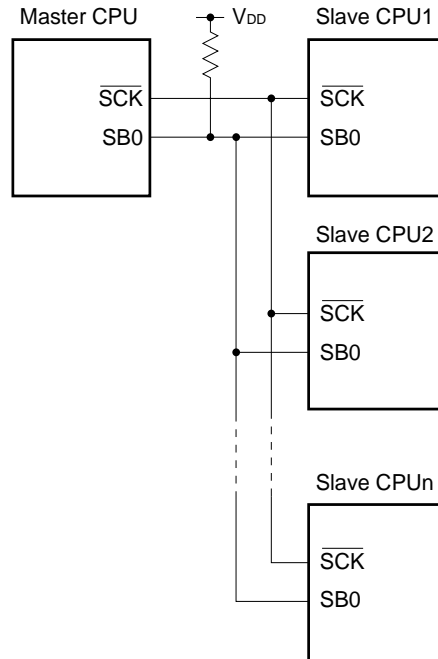 Master CPU
VDD
Slave CPU1
SCK
SCK
SB0
SB0
Slave CPU2
SCK
SB0
Slave CPUn
SCK
SB0